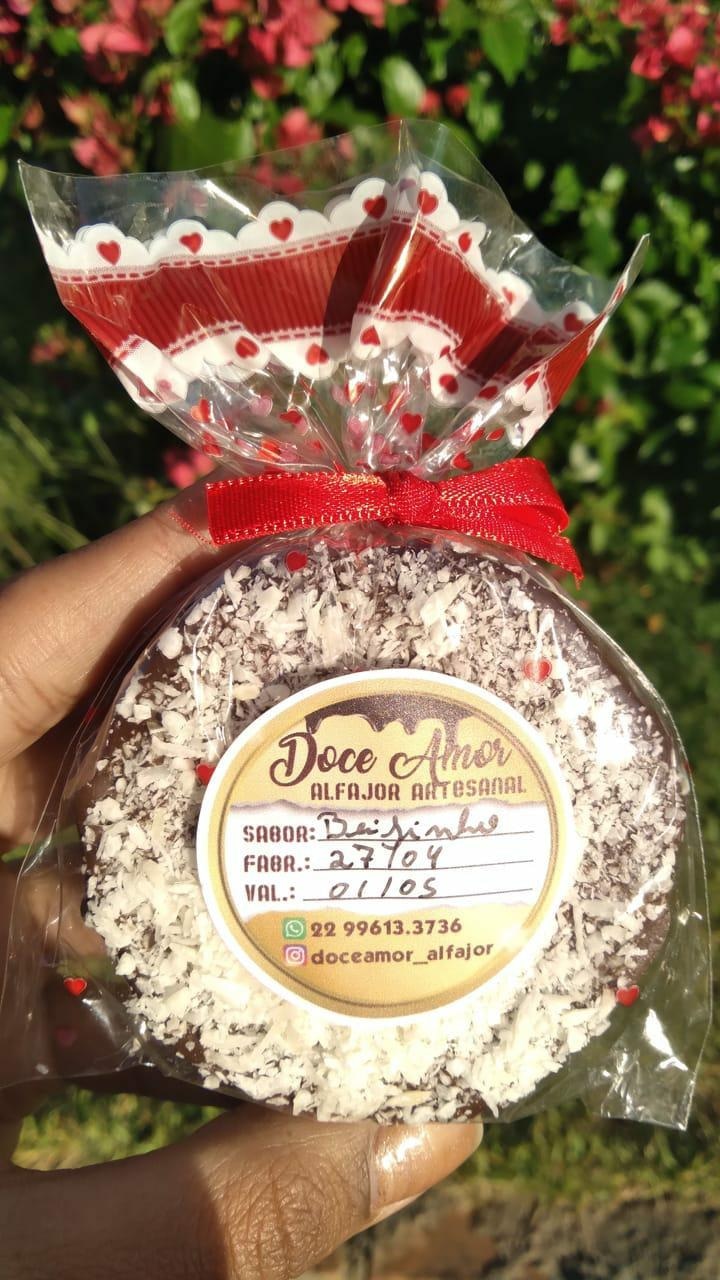 Doce Amor
ALFAJOR ARTESANAL
SABOR: Beijinho
FABR.: 27/04
VAL.: 01/05
22 99613.3736
doceamor_alfajor